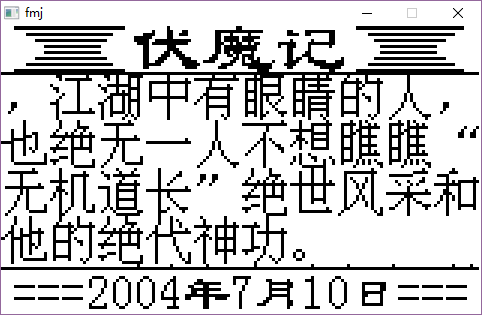 fmj
伏魔记
，江湖中有眼睛的人，
也绝无一人不想瞧瞧“
无机道长”绝世风采和
他的绝代神功。
===2004年7月10日===